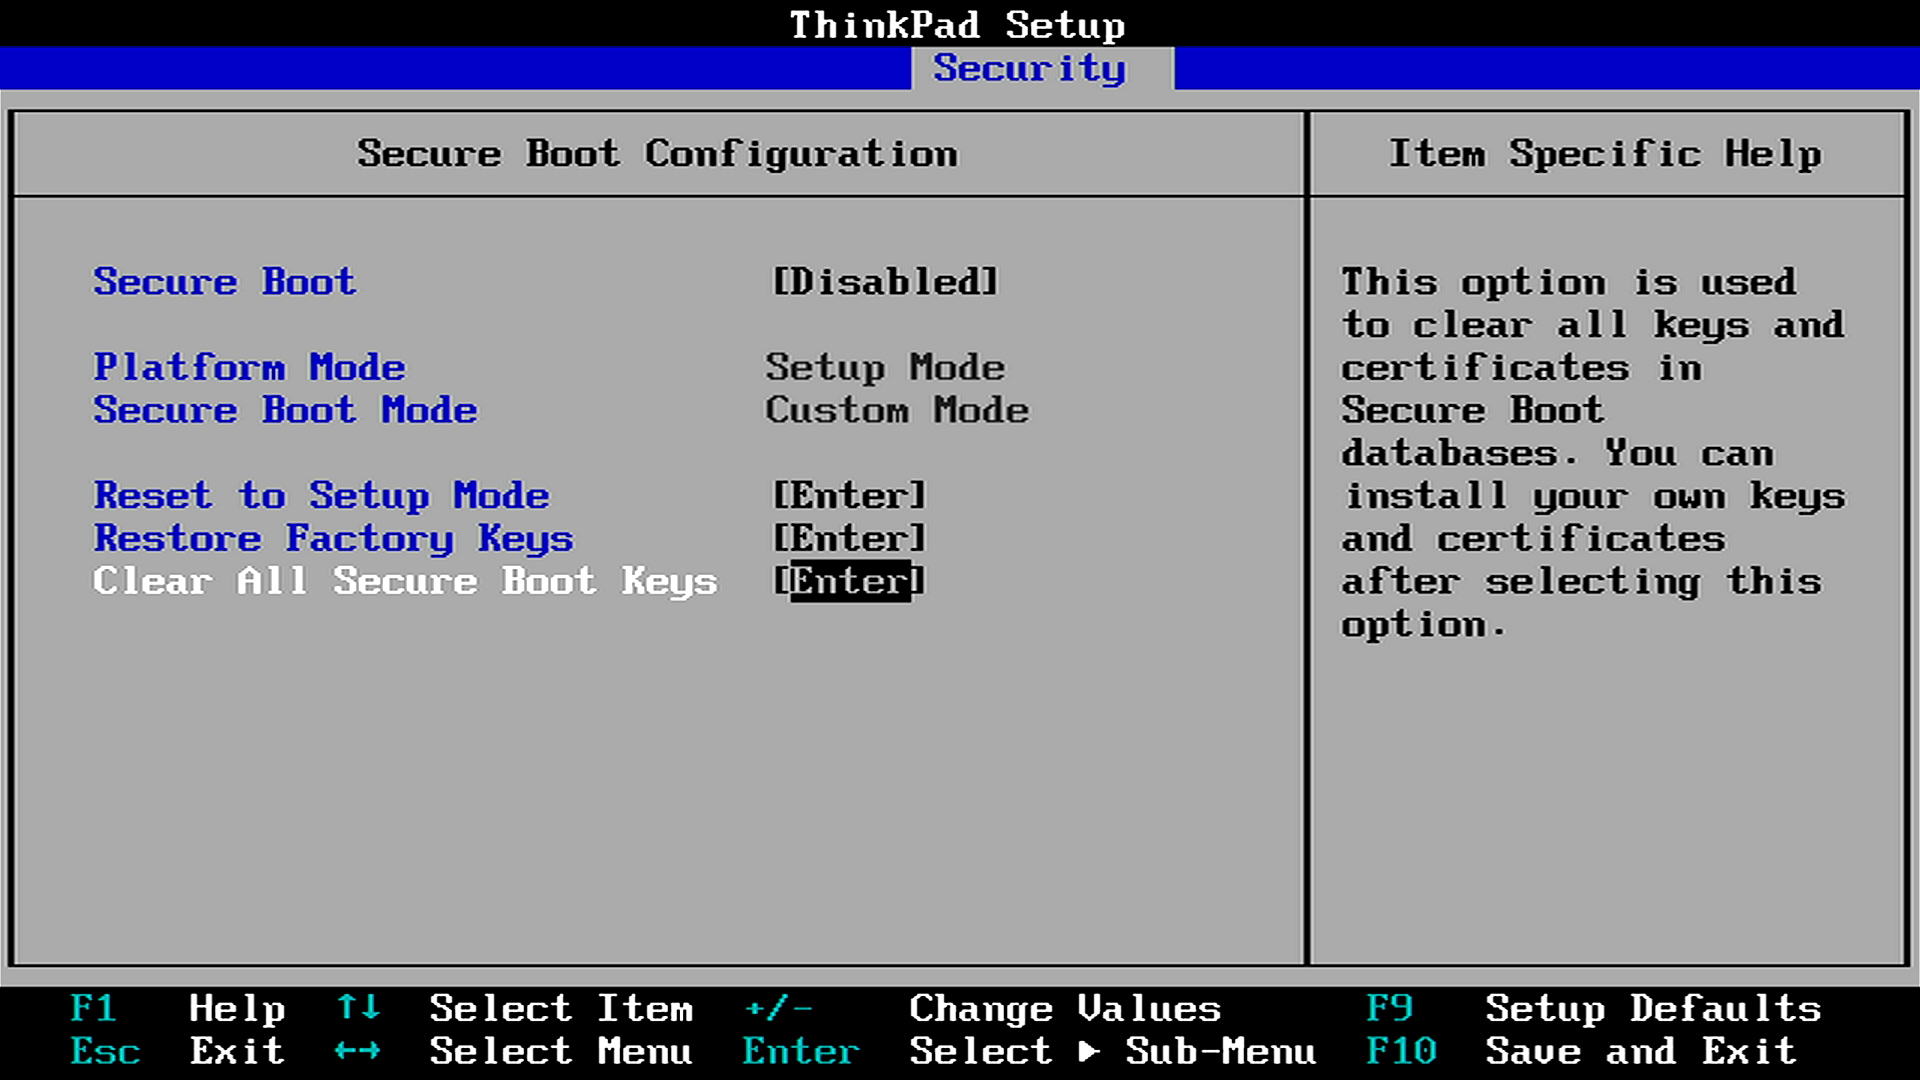 ThinkPad Setup
Security
Secure Boot Configuration
Item Specific Help
Secure Boot [Disabled]
Platform Mode Setup Mode
Secure Boot Mode Custom Mode
Reset to Setup Mode [Enter]
Restore Factory Keys [Enter]
Clear All Secure Boot Keys [Enter]
This option is used
to clear all keys and
certificates in
Secure Boot
databases. You can
install your own keys
and certificates
after selecting this
option.
F1 Help ↑↓ Select Item +/- Change Values F9 Setup Defaults
Esc Exit ←→ Select Menu Enter Select ▶ Sub-Menu F10 Save and Exit